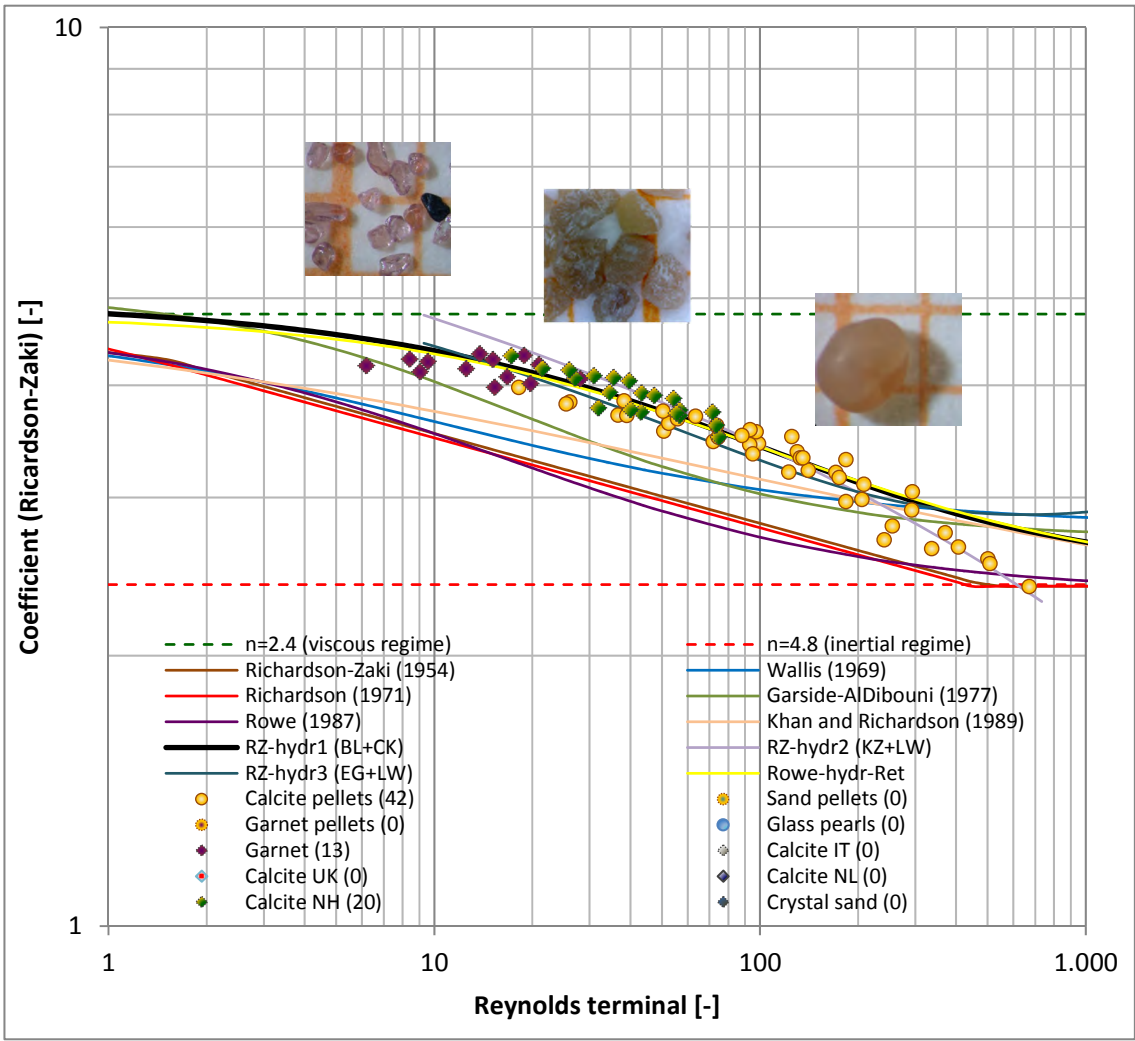 10
Coefficient (Ricardson-Zaki) [-]
n=2.4 (viscous regime)
n=4.8 (inertial regime)
Richardson-Zaki (1954)
Wallis (1969)
Richardson (1971)
Garside-AlDibouni (1977)
Rowe (1987)
Khan and Richardson (1989)
RZ-hydr1 (BL+CK)
RZ-hydr2 (KZ+LW)
RZ-hydr3 (EG+LW)
Rowe-hydr-Ret
Calcite pellets (42)
Sand pellets (0)
Garnet pellets (0)
Glass pearls (0)
Garnet (13)
Calcite IT (0)
Calcite UK (0)
Calcite NL (0)
Calcite NH (20)
Crystal sand (0)
1
1
10
100
1.000
Reynolds terminal [-]